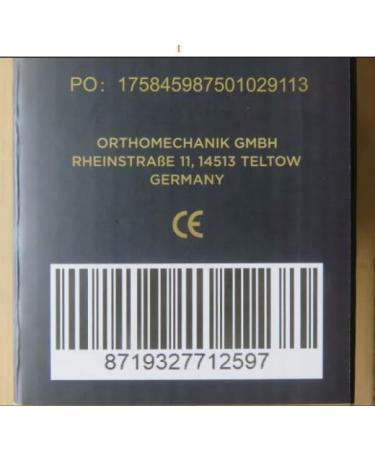 PO: 175845987501029113
ORTHOMECHANIK GMBH
RHEINSTRAßE 11, 14513 TELTOW
GERMANY
CE
8719327712597